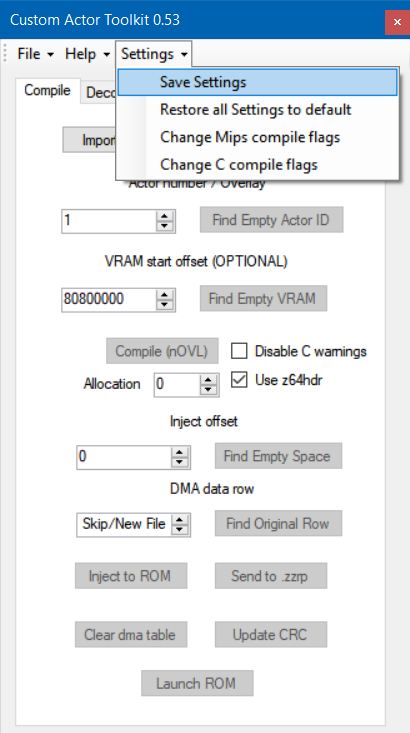 Custom Actor Toolkit 0.53
File Help Settings
Save Settings
Restore all Settings to default
Change Mips compile flags
Change C compile flags
Compile Deco
Impor
Actor number / Overlay
1 Find Empty Actor ID
VRAM start offset (OPTIONAL)
80800000 Find Empty VRAM
Compile (nOVL) Disable C warnings
Allocation 0 Use z64hdr
Inject offset
0 Find Empty Space
DMA data row
Skip/New File Find Original Row
Inject to ROM Send to .zzrp
Clear dma table Update CRC
Launch ROM